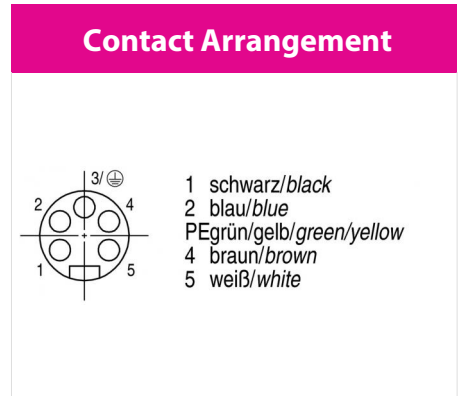 Contact Arrangement
3/⏚
2
4
1
5
1 schwarz/black
2 blau/blue
PEgrün/gelb/green/yellow
4 braun/brown
5 weiß/white